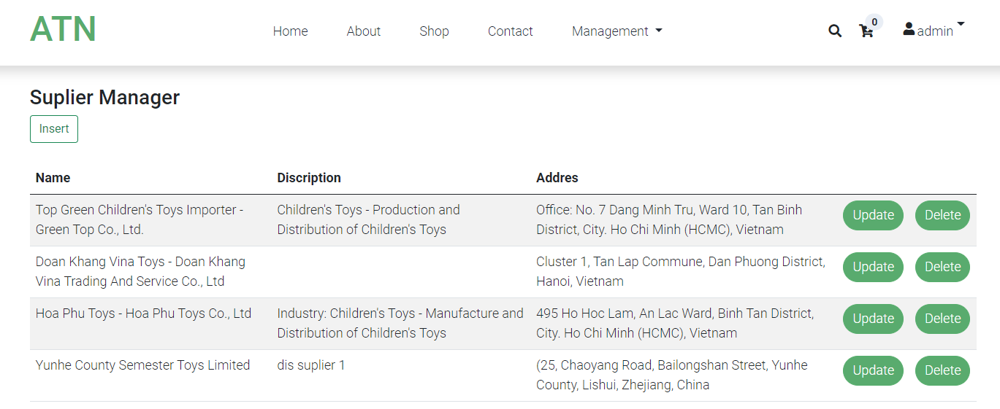 ATN
Home About Shop Contact Management
0
admin
Suplier Manager
Insert
Name Discription Addres
Top Green Children's Toys Importer -
Green Top Co., Ltd.
Children's Toys - Production and
Distribution of Children's Toys
Office: No. 7 Dang Minh Tru, Ward 10, Tan Binh
District, City. Ho Chi Minh (HCMC), Vietnam
Update Delete
Doan Khang Vina Toys - Doan Khang
Vina Trading And Service Co., Ltd
Cluster 1, Tan Lap Commune, Dan Phuong District,
Hanoi, Vietnam
Update Delete
Hoa Phu Toys - Hoa Phu Toys Co., Ltd
Industry: Children's Toys - Manufacture and
Distribution of Children's Toys
495 Ho Hoc Lam, An Lac Ward, Binh Tan District,
City. Ho Chi Minh (HCMC), Vietnam
Update Delete
Yunhe County Semester Toys Limited
dis suplier 1
(25, Chaoyang Road, Bailongshan Street, Yunhe
County, Lishui, Zhejiang, China
Update Delete